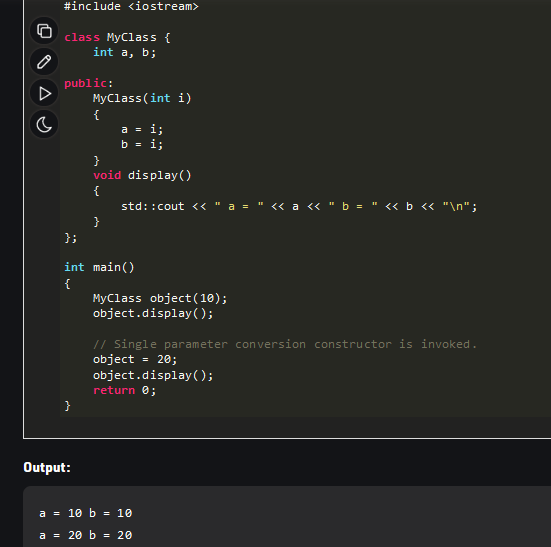 #include <iostream>
class MyClass {
    int a, b;
public:
    MyClass(int i)
    {
        a = i;
        b = i;
    }
    void display()
    {
        std::cout << " a = " << a << " b = " << b << "\n";
    }
};
int main()
{
    MyClass object(10);
    object.display();
    // Single parameter conversion constructor is invoked.
    object = 20;
    object.display();
    return 0;
}
Output:
a = 10 b = 10
a = 20 b = 20